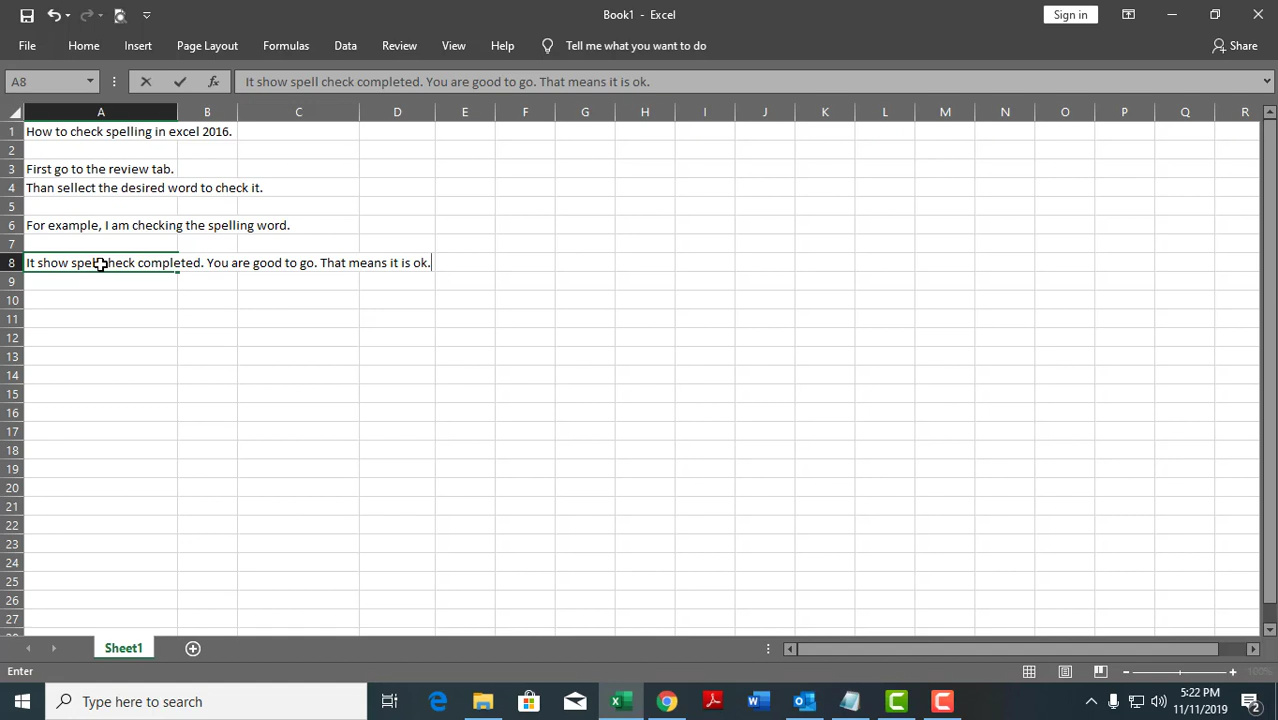 Book1 - Excel
Sign in
File Home Insert Page Layout Formulas Data Review View Help Tell me what you want to do Share
A8 fx It show spell check completed. You are good to go. That means it is ok.
A B C D E F G H I J K L M N O P Q R
1 How to check spelling in excel 2016.
2
3 First go to the review tab.
4 Than sellect the desired word to check it.
5
6 For example, I am checking the spelling word.
7
8 It show spell check completed. You are good to go. That means it is ok.
9
10
11
12
13
14
15
16
17
18
19
20
21
22
23
24
25
26
27
Sheet1
Enter 100%
Type here to search
5:22 PM
11/11/2019
2